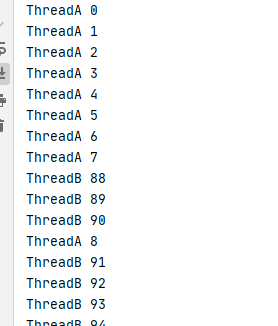 ThreadA 0
ThreadA 1
ThreadA 2
ThreadA 3
ThreadA 4
ThreadA 5
ThreadA 6
ThreadA 7
ThreadB 88
ThreadB 89
ThreadB 90
ThreadA 8
ThreadB 91
ThreadB 92
ThreadB 93
ThreadB 94